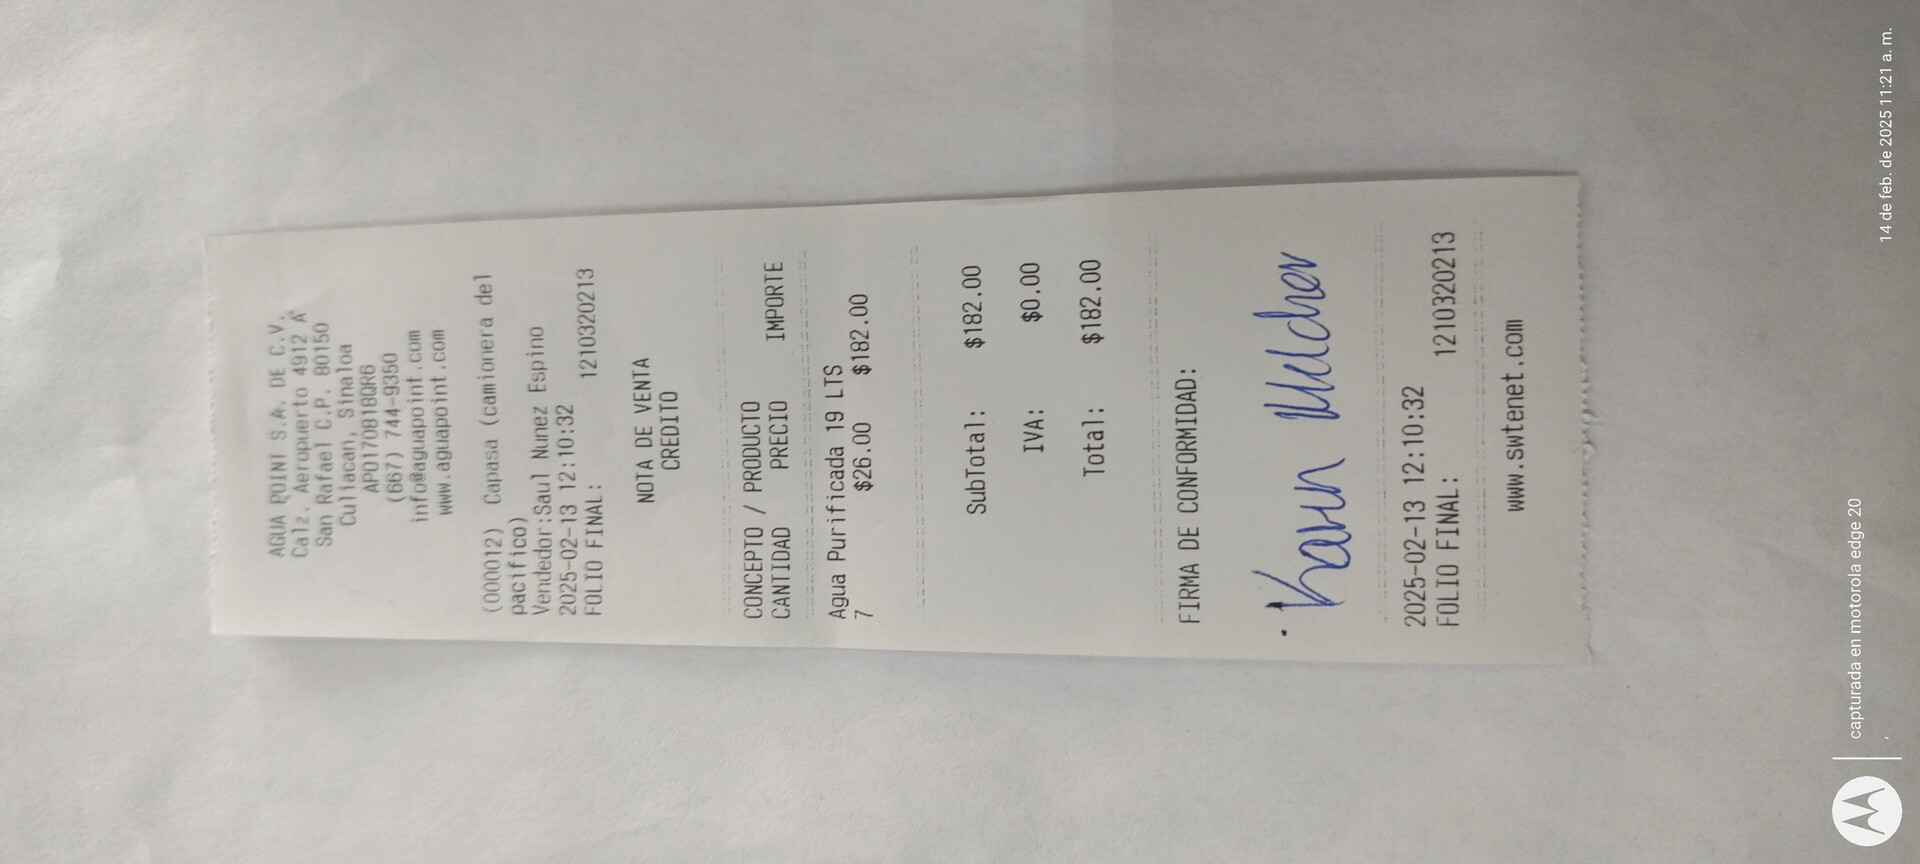 AGUA POINT S.A. DE C.V.
Calz. Aeropuerto 4912 A
San Rafael C.P. 80150
Culiacan, Sinaloa
APO170818QR6
(667) 744-9350
info@aguapoint.com
www.aguapoint.com
(000012) Capasa (camionera del
pacifico)
Vendedor:Saul Nunez Espino
2025-02-13 12:10:32
FOLIO FINAL: 1210320213
NOTA DE VENTA
CREDITO
CONCEPTO / PRODUCTO
CANTIDAD PRECIO IMPORTE
Agua Purificada 19 LTS
7 $26.00 $182.00
SubTotal: $182.00
IVA: $0.00
Total: $182.00
FIRMA DE CONFORMIDAD:
Karen Melchor
2025-02-13 12:10:32
FOLIO FINAL: 1210320213
www.swtenet.com
capturada en motorola edge 20
14 de feb. de 2025 11:21 a. m.